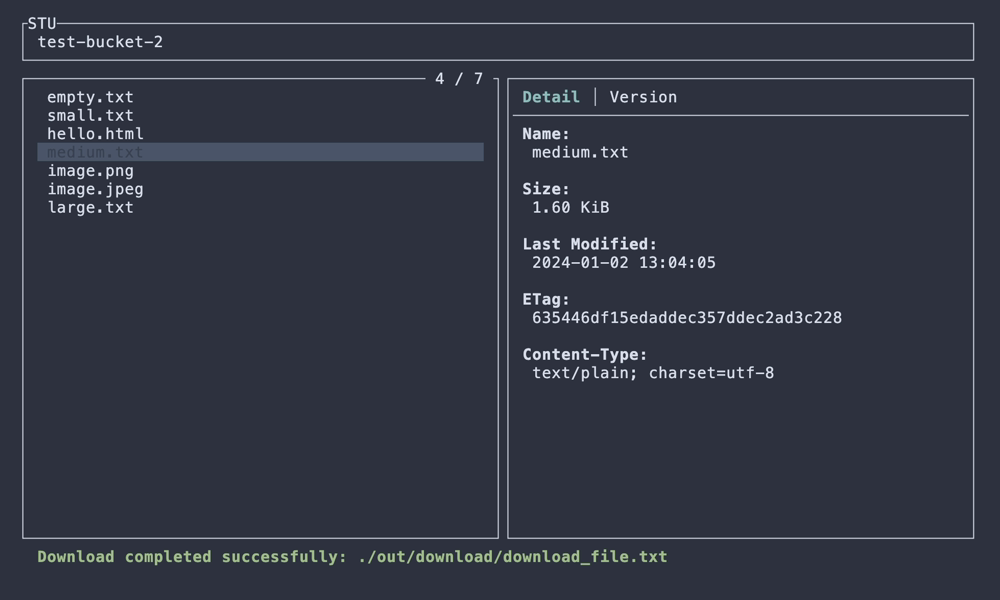 STU
test-bucket-2
4 / 7
empty.txt
small.txt
hello.html
medium.txt
image.png
image.jpeg
large.txt
Detail │ Version
Name:
medium.txt
Size:
1.60 KiB
Last Modified:
2024-01-02 13:04:05
ETag:
635446df15edaddec357ddec2ad3c228
Content-Type:
text/plain; charset=utf-8
Download completed successfully: ./out/download/download_file.txt